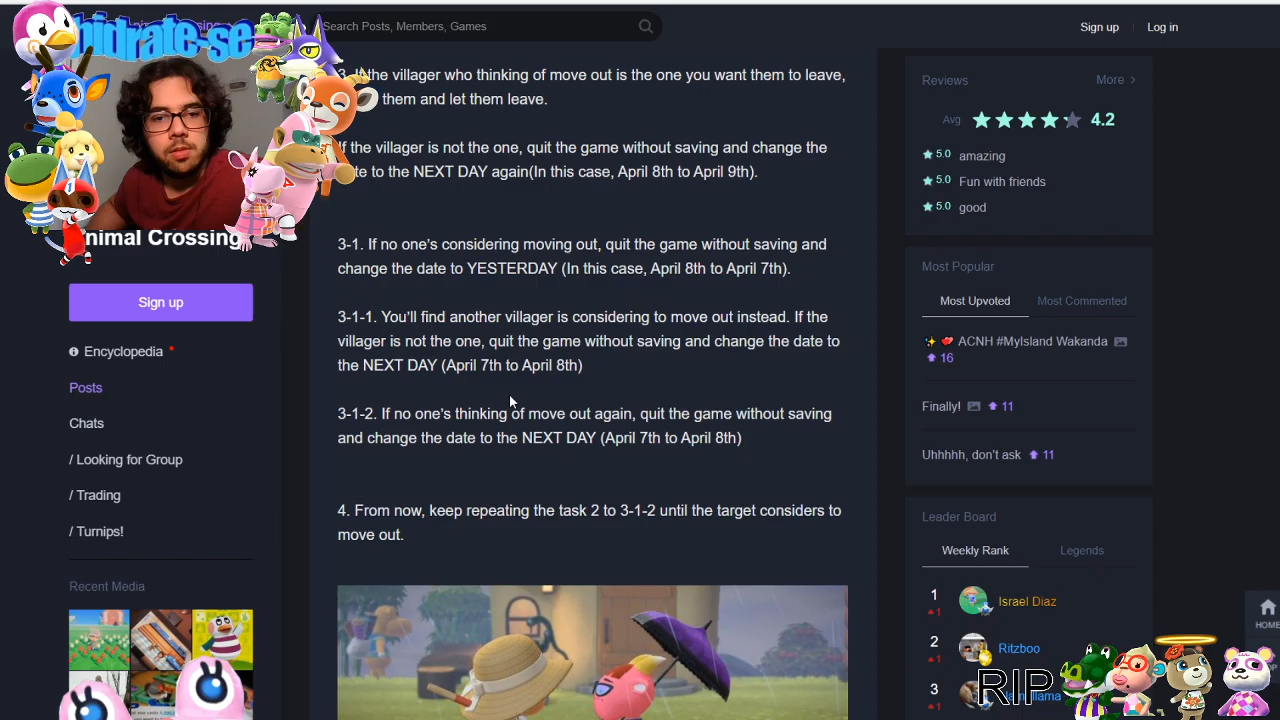 hidrate-se
Search Posts, Members, Games
Sign up
Log in
the villager who thinking of move out is the one you want them to leave,
them and let them leave.
If the villager is not the one, quit the game without saving and change the
to the NEXT DAY again(In this case, April 8th to April 9th).
3-1. If no one's considering moving out, quit the game without saving and
change the date to YESTERDAY (In this case, April 8th to April 7th).
3-1-1. You'll find another villager is considering to move out instead. If the
villager is not the one, quit the game without saving and change the date to
the NEXT DAY (April 7th to April 8th)
3-1-2. If no one's thinking of move out again, quit the game without saving
and change the date to the NEXT DAY (April 7th to April 8th)
4. From now, keep repeating the task 2 to 3-1-2 until the target considers to
move out.
nimal Crossing
Sign up
Encyclopedia
Posts
Chats
/ Looking for Group
/ Trading
/ Turnips!
Recent Media
Reviews
More
Avg 4.2
5.0 amazing
5.0 Fun with friends
5.0 good
Most Popular
Most Upvoted
Most Commented
ACNH #MyIsland Wakanda
16
Finally! 11
Uhhhhh, don't ask 11
Leader Board
Weekly Rank
Legends
1
1
Israel Diaz
2
1
Ritzboo
3
1
HOME
RIP